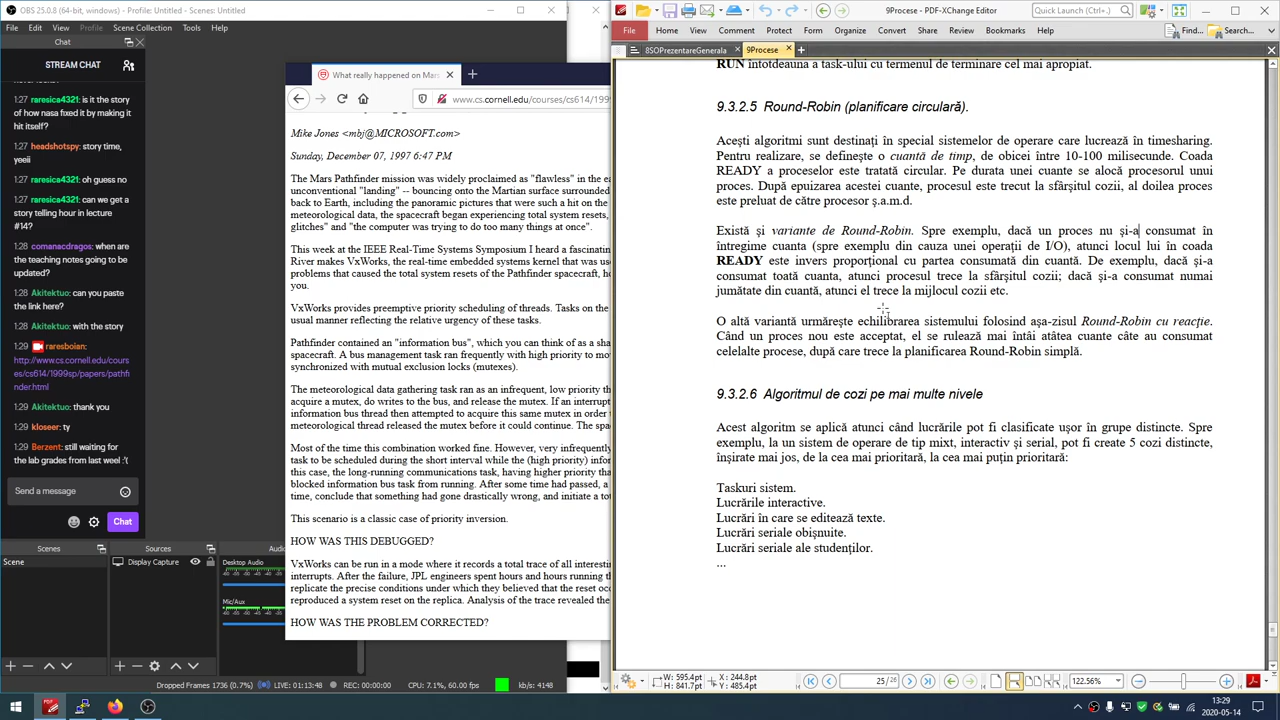 OBS 25.0.8 (64-bit, windows) - Profile: Untitled - Scenes: Untitled
File Edit View Profile Scene Collection Tools Help
Chat
STREAM CHAT
1:27 raresica4321: is it the story
of how nasa fixed it by making it
hit itself?
1:27 headshotspy: story time,
yeeii
1:27 raresica4321: oh guess no
1:27 raresica4321: can we get a
story telling hour in lecture
#14?
1:28 comanacdragos: when are
the teaching notes going to be
updated?
1:28 Akitektuo: can you paste
the link here?
1:28 Akitektuo: with the story
1:29 raresboian:
http://www.cs.cornell.edu/cours
es/cs614/1999sp/papers/pathfi
nder.html
1:29 Akitektuo: thank you
1:29 kloseer: ty
1:29 Berzent: still waiting for
the lab grades from last weel :'(
Send a message
Chat
Scenes
Scene
Sources
Display Capture
Audio
Desktop Audio
Mic/Aux
Dropped Frames 1736 (0.7%) LIVE: 01:13:48 REC: 00:00:00 CPU: 7.1%, 60.00 fps kb/s: 4148
What really happened on Mars
www.cs.cornell.edu/courses/cs614/199
Mike Jones <mbj@MICROSOFT.com>
Sunday, December 07, 1997 6:47 PM
The Mars Pathfinder mission was widely proclaimed as "flawless" in the ea
unconventional "landing" -- bouncing onto the Martian surface surrounded
back to Earth, including the panoramic pictures that were such a hit on the
meteorological data, the spacecraft began experiencing total system resets,
glitches" and "the computer was trying to do too many things at once".
This week at the IEEE Real-Time Systems Symposium I heard a fascinating
River makes VxWorks, the real-time embedded systems kernel that was use
problems that caused the total system resets of the Pathfinder spacecraft, ho
you.
VxWorks provides preemptive priority scheduling of threads. Tasks on the
usual manner reflecting the relative urgency of these tasks.
Pathfinder contained an "information bus", which you can think of as a sha
spacecraft. A bus management task ran frequently with high priority to mo
synchronized with mutual exclusion locks (mutexes).
The meteorological data gathering task ran as an infrequent, low priority th
acquire a mutex, do writes to the bus, and release the mutex. If an interrupt
information bus thread then attempted to acquire this same mutex in order t
meteorological thread released the mutex before it could continue. The spa
Most of the time this combination worked fine. However, very infrequently
task to be scheduled during the short interval while the (high priority) infor
this case, the long-running communications task, having higher priority tha
blocked information bus task from running. After some time had passed, a
time, conclude that something had gone drastically wrong, and initiate a tot
This scenario is a classic case of priority inversion.
HOW WAS THIS DEBUGGED?
VxWorks can be run in a mode where it records a total trace of all interestin
interrupts. After the failure, JPL engineers spent hours and hours running th
replicate the precise conditions under which they believed that the reset occ
reproduced a system reset on the replica. Analysis of the trace revealed the
HOW WAS THE PROBLEM CORRECTED?
9Procese - PDF-XChange Editor
Quick Launch (Ctrl+.)
File Home View Comment Protect Form Organize Convert Share Review Bookmarks Help Find... Search...
8SOPrezentareGenerala 9Procese
RUN întotdeauna a task-ului cu termenul de terminare cel mai apropiat.
9.3.2.5 Round-Robin (planificare circulară).
Acești algoritmi sunt destinați în special sistemelor de operare care lucrează în timesharing.
Pentru realizare, se definește o cuantă de timp, de obicei între 10-100 milisecunde. Coada
READY a proceselor este tratată circular. Pe durata unei cuante se alocă procesorul unui
proces. După epuizarea acestei cuante, procesul este trecut la sfârșitul cozii, al doilea proces
este preluat de către procesor ș.a.m.d.
Există și variante de Round-Robin. Spre exemplu, dacă un proces nu și-a consumat în
întregime cuanta (spre exemplu din cauza unei operații de I/O), atunci locul lui în coada
READY este invers proporțional cu partea consumată din cuantă. De exemplu, dacă și-a
consumat toată cuanta, atunci procesul trece la sfârșitul cozii; dacă și-a consumat numai
jumătate din cuantă, atunci el trece la mijlocul cozii etc.
O altă variantă urmărește echilibrarea sistemului folosind așa-zisul Round-Robin cu reacție.
Când un proces nou este acceptat, el se rulează mai întâi atâtea cuante câte au consumat
celelalte procese, după care trece la planificarea Round-Robin simplă.
9.3.2.6 Algoritmul de cozi pe mai multe nivele
Acest algoritm se aplică atunci când lucrările pot fi clasificate ușor în grupe distincte. Spre
exemplu, la un sistem de operare de tip mixt, interactiv și serial, pot fi create 5 cozi distincte,
înșirate mai jos, de la cea mai prioritară, la cea mai puțin prioritară:
Taskuri sistem.
Lucrările interactive.
Lucrări în care se editează texte.
Lucrări seriale obișnuite.
Lucrări seriale ale studenților.
...
W: 595.4pt
H: 841.7pt
X: 244.8pt
Y: 485.4pt
25/26
122.56%
13:29
2020-05-14